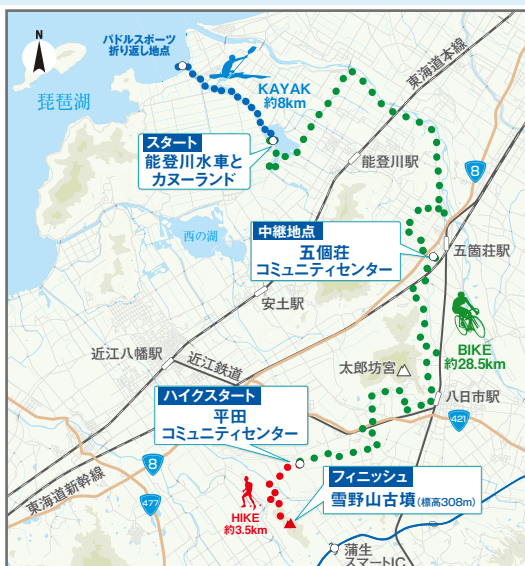 N
パドルスポーツ
折り返し地点
琵琶湖
KAYAK
約8km
東海道本線
スタート
能登川水車と
カヌーランド
能登川駅
8
西の湖
中継地点
五個荘
コミュニティセンター
五箇荘駅
安土駅
近江八幡駅
近江鉄道
太郎坊宮
BIKE
約28.5km
八日市駅
ハイクスタート
平田
コミュニティセンター
421
8
東海道新幹線
477
HIKE
約3.5km
フィニッシュ
雪野山古墳(標高308m)
蒲生
スマートIC